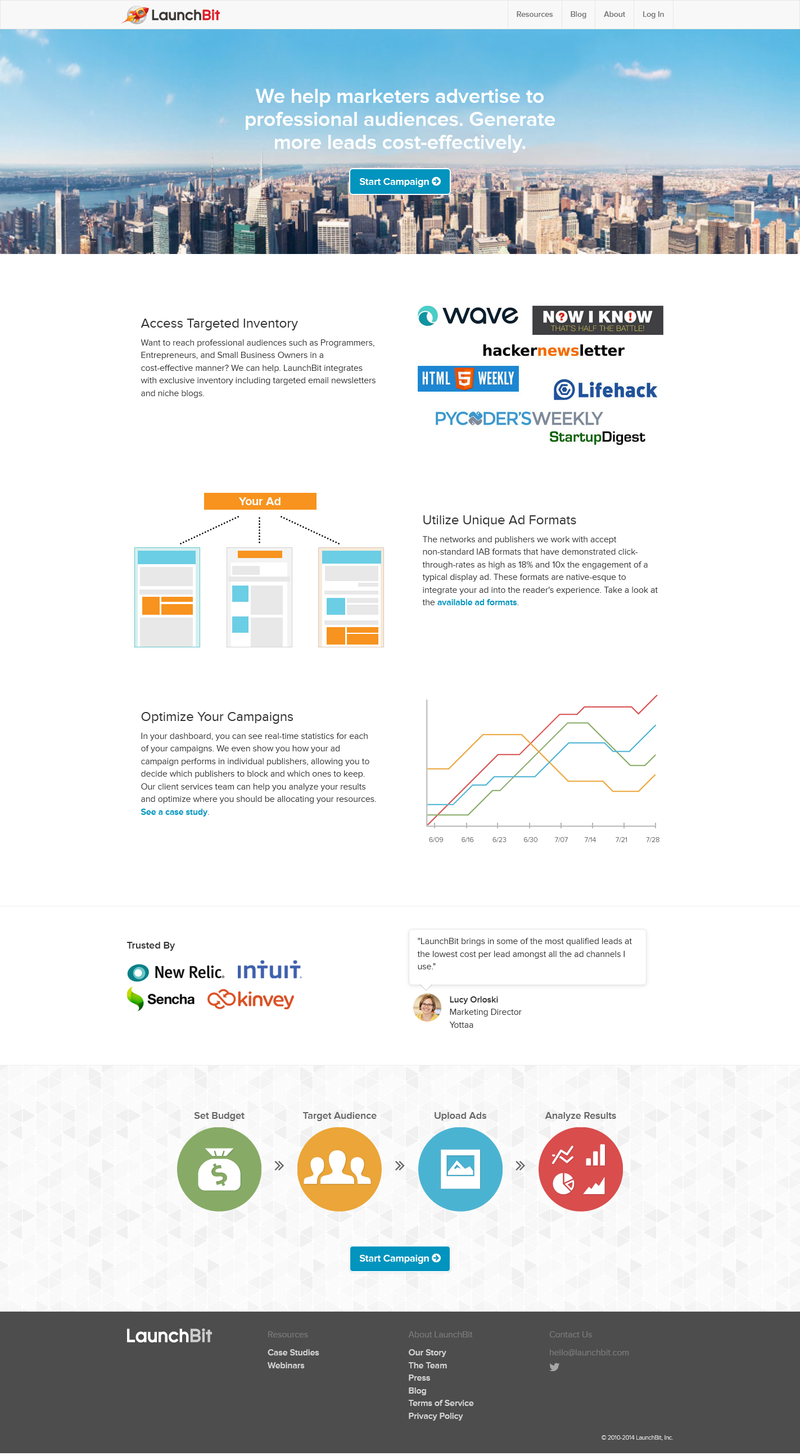 LaunchBit
Resources
Blog
About
Log In
We help marketers advertise to
professional audiences. Generate
more leads cost-effectively.
Start Campaign
Access Targeted Inventory
Want to reach professional audiences such as Programmers,
Entrepreneurs, and Small Business Owners in a
cost-effective manner? We can help. LaunchBit integrates
with exclusive inventory including targeted email newsletters
and niche blogs.
wave
NOW I KNOW
THAT'S HALF THE BATTLE!
hackernewsletter
HTML 5 WEEKLY
Lifehack
PYCODER'SWEEKLY
StartupDigest
Your Ad
Utilize Unique Ad Formats
The networks and publishers we work with accept
non-standard IAB formats that have demonstrated click-
through-rates as high as 18% and 10x the engagement of a
typical display ad. These formats are native-esque to
integrate your ad into the reader's experience. Take a look at
the available ad formats.
Optimize Your Campaigns
In your dashboard, you can see real-time statistics for each
of your campaigns. We even show you how your ad
campaign performs in individual publishers, allowing you to
decide which publishers to block and which ones to keep.
Our client services team can help you analyze your results
and optimize where you should be allocating your resources.
See a case study.
6/09 6/16 6/23 6/30 7/07 7/14 7/21 7/28
Trusted By
New Relic.
intuit.
Sencha
kinvey
"LaunchBit brings in some of the most qualified leads at
the lowest cost per lead amongst all the ad channels I
use."
Lucy Orloski
Marketing Director
Yottaa
Set Budget
Target Audience
Upload Ads
Analyze Results
Start Campaign
LaunchBit
Resources
Case Studies
Webinars
About LaunchBit
Our Story
The Team
Press
Blog
Terms of Service
Privacy Policy
Contact Us
hello@launchbit.com
© 2010-2014 LaunchBit, Inc.